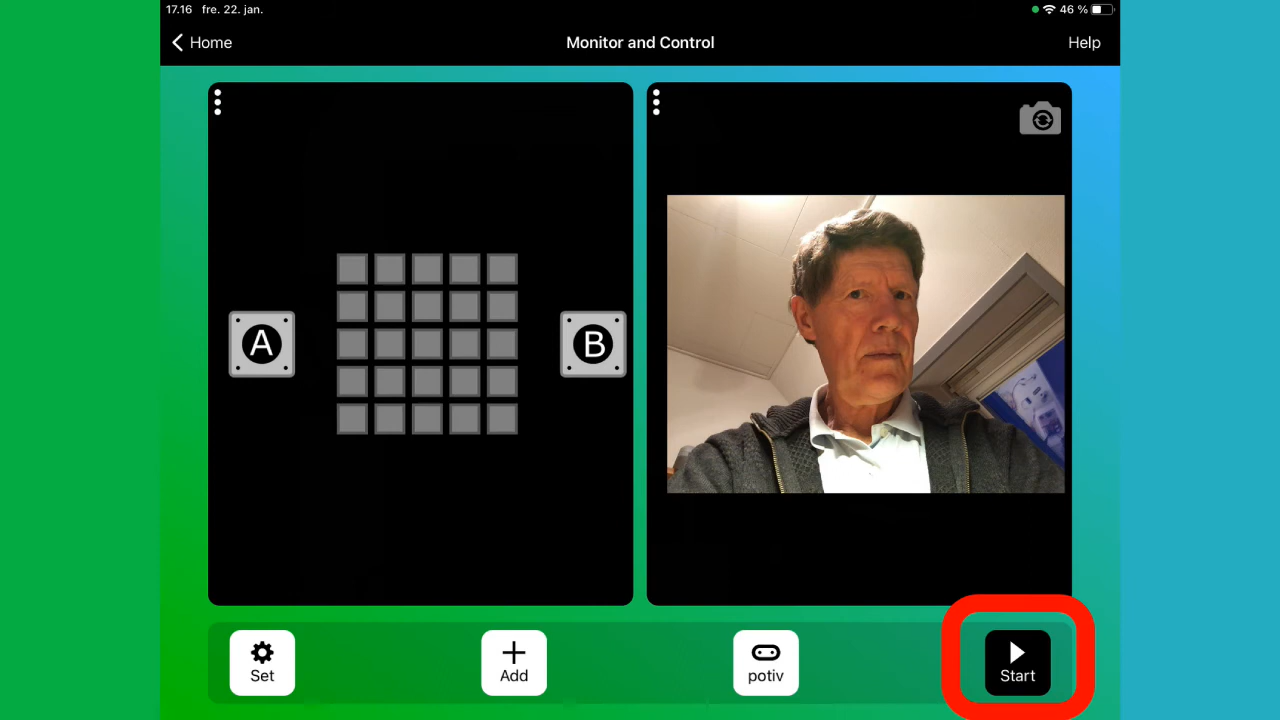 17.16 fre. 22. jan.
46 %
Home
Monitor and Control
Help
A
B
Set
Add
potiv
Start